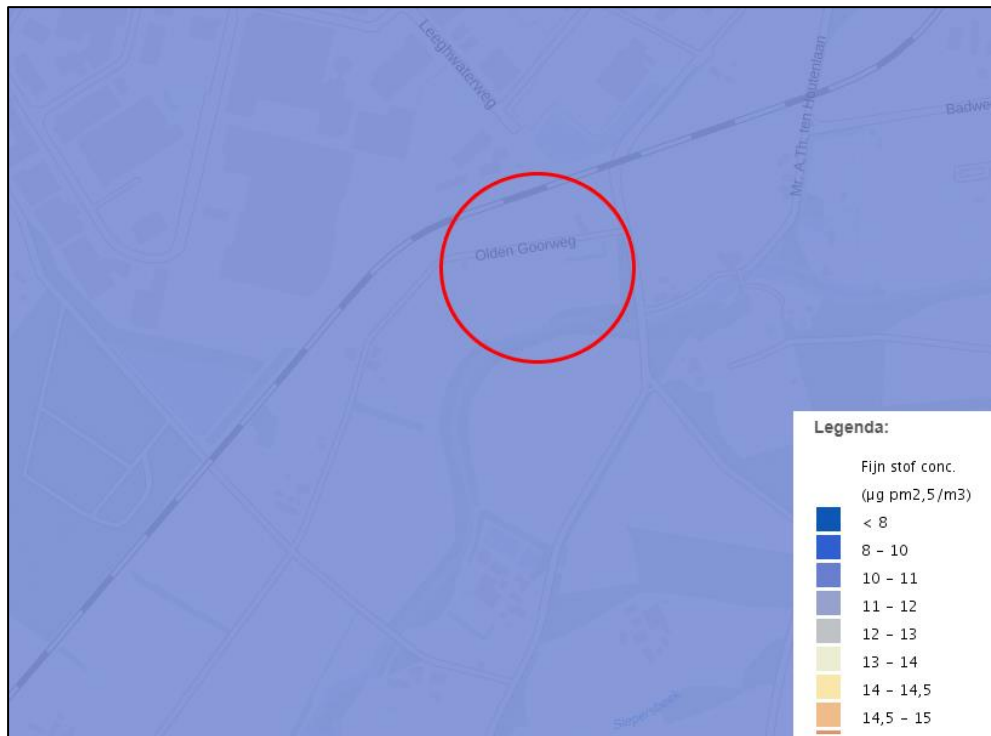 Leeghwaterweg
Mr. A.Th. ten Houtenlaan
Badwe
Olden Goorweg
Slepersbeek
Legenda:
Fijn stof conc.
(µg pm2,5/m3)
< 8
8 – 10
10 – 11
11 – 12
12 – 13
13 – 14
14 – 14,5
14,5 – 15